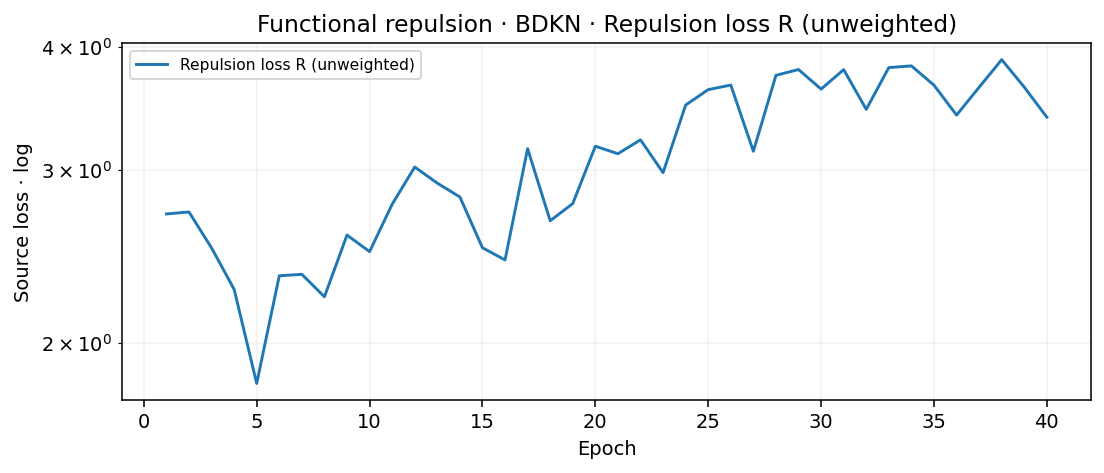 Functional repulsion · BDKN · Repulsion loss R (unweighted)
Repulsion loss R (unweighted)
Source loss · log
4 × 10⁰
3 × 10⁰
2 × 10⁰
0 5 10 15 20 25 30 35 40
Epoch